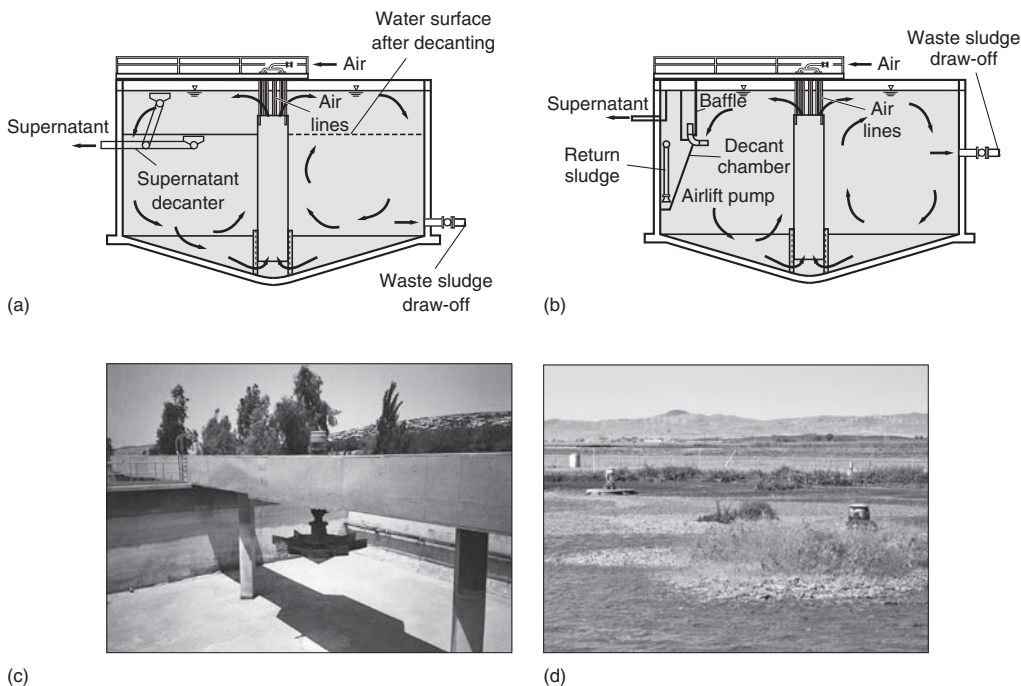 Water surface
after decanting
Air
Air
lines
Supernatant
Supernatant
decanter
Waste sludge
draw-off
(a)
Waste sludge
draw-off
Air
Supernatant
Baffle
Air
lines
Return
sludge
Decant
chamber
Airlift pump
(b)
(c)
(d)